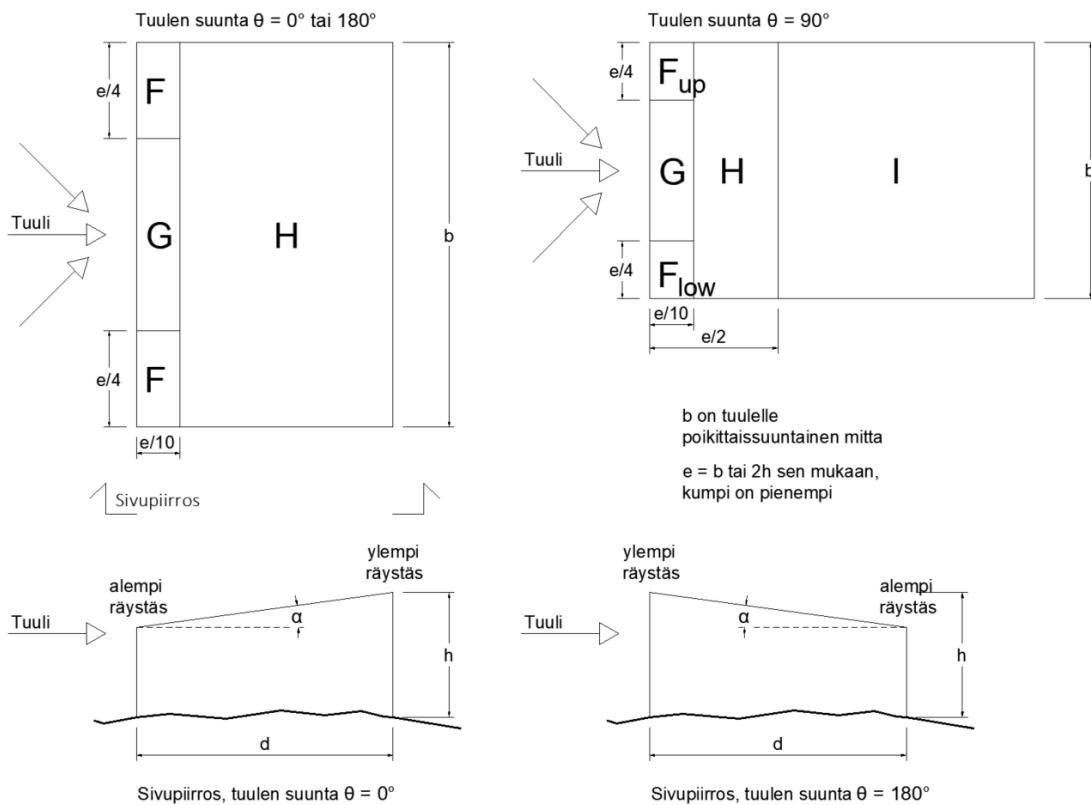 Tuulen suunta θ = 0° tai 180°
e/4
F
Tuuli
G
H
b
e/4
F
e/10
Tuulen suunta θ = 90°
e/4
Fup
Tuuli
G
H
I
b
e/4
Flow
e/10
e/2
b on tuulelle
poikittaissuuntainen mitta
e = b tai 2h sen mukaan,
kumpi on pienempi
Sivupiirros
alempi
räystäs
ylempi
räystäs
Tuuli
α
h
d
Sivupiirros, tuulen suunta θ = 0°
ylempi
räystäs
alempi
räystäs
Tuuli
α
h
d
Sivupiirros, tuulen suunta θ = 180°